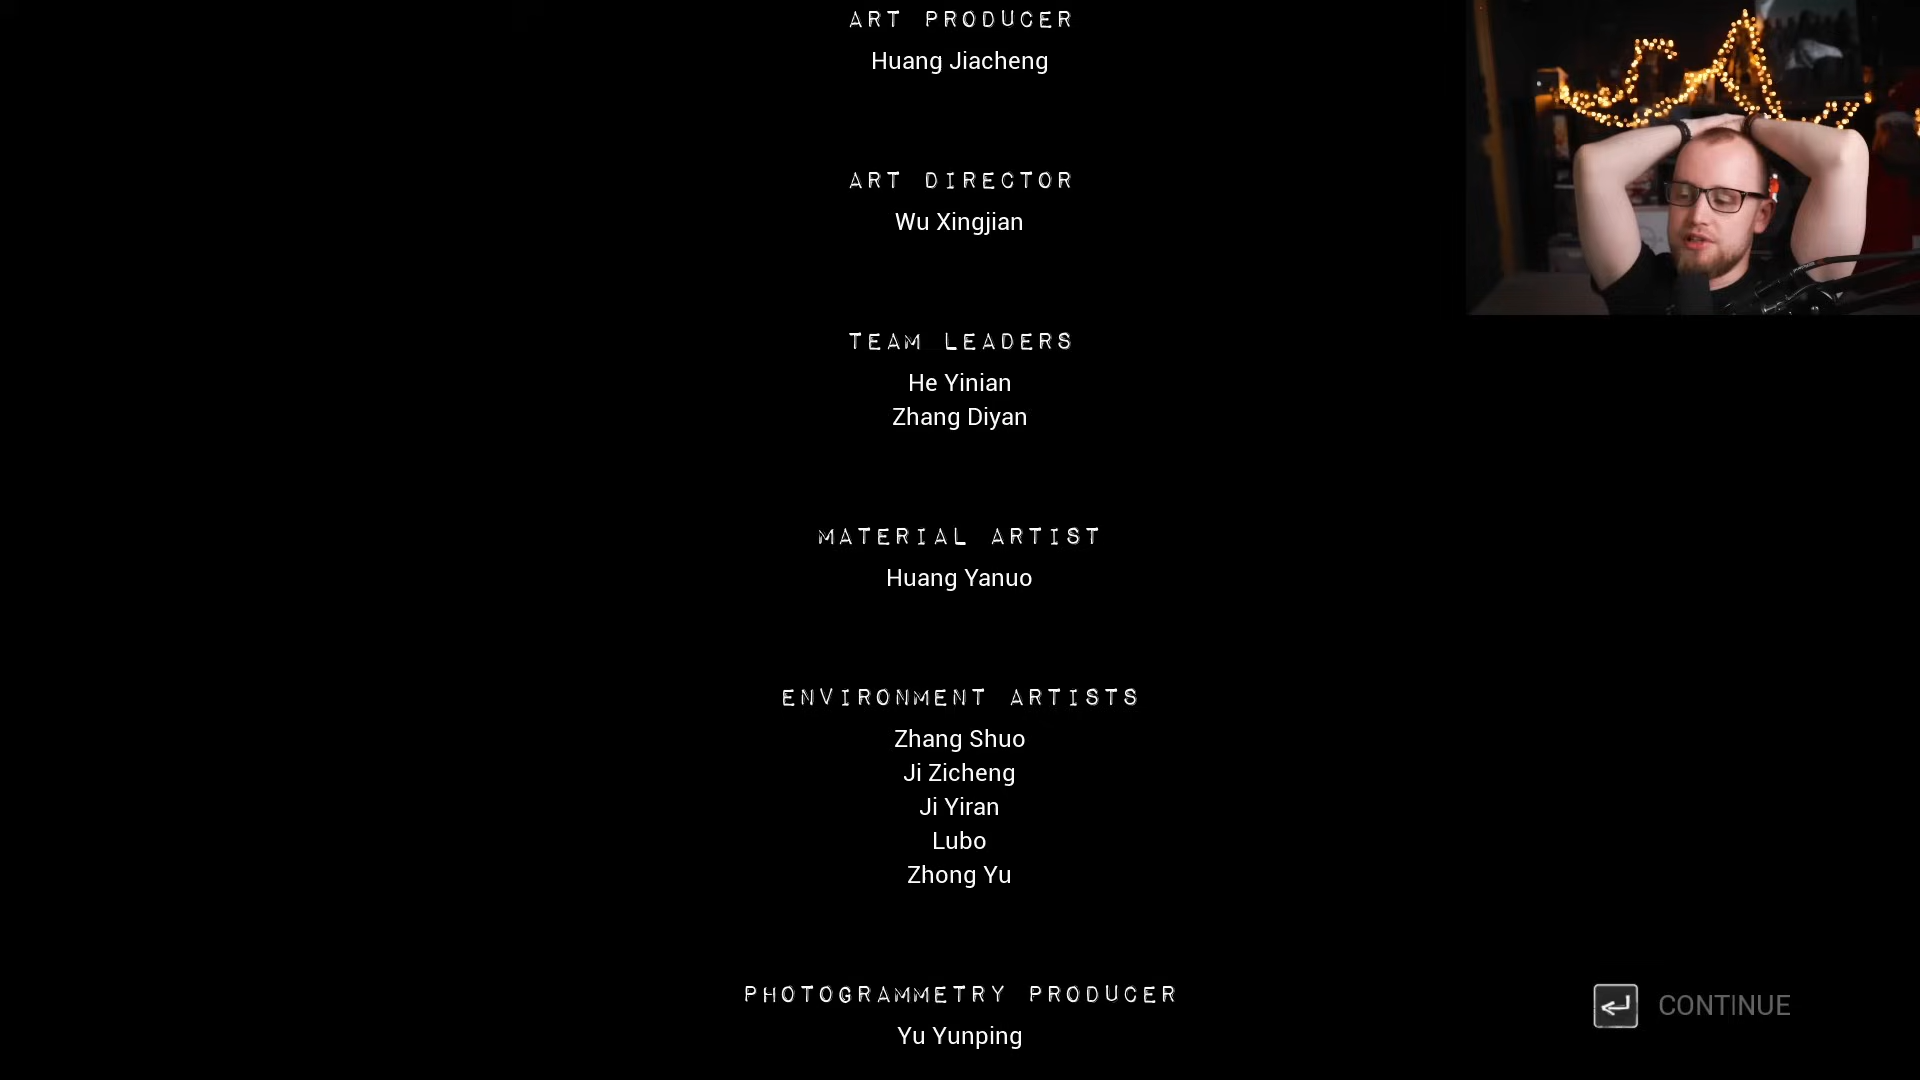 ART PRODUCER
Huang Jiacheng
ART DIRECTOR
Wu Xingjian
TEAM LEADERS
He Yinian
Zhang Diyan
MATERIAL ARTIST
Huang Yanuo
ENVIRONMENT ARTISTS
Zhang Shuo
Ji Zicheng
Ji Yiran
Lubo
Zhong Yu
PHOTOGRAMMETRY PRODUCER
Yu Yunping
CONTINUE